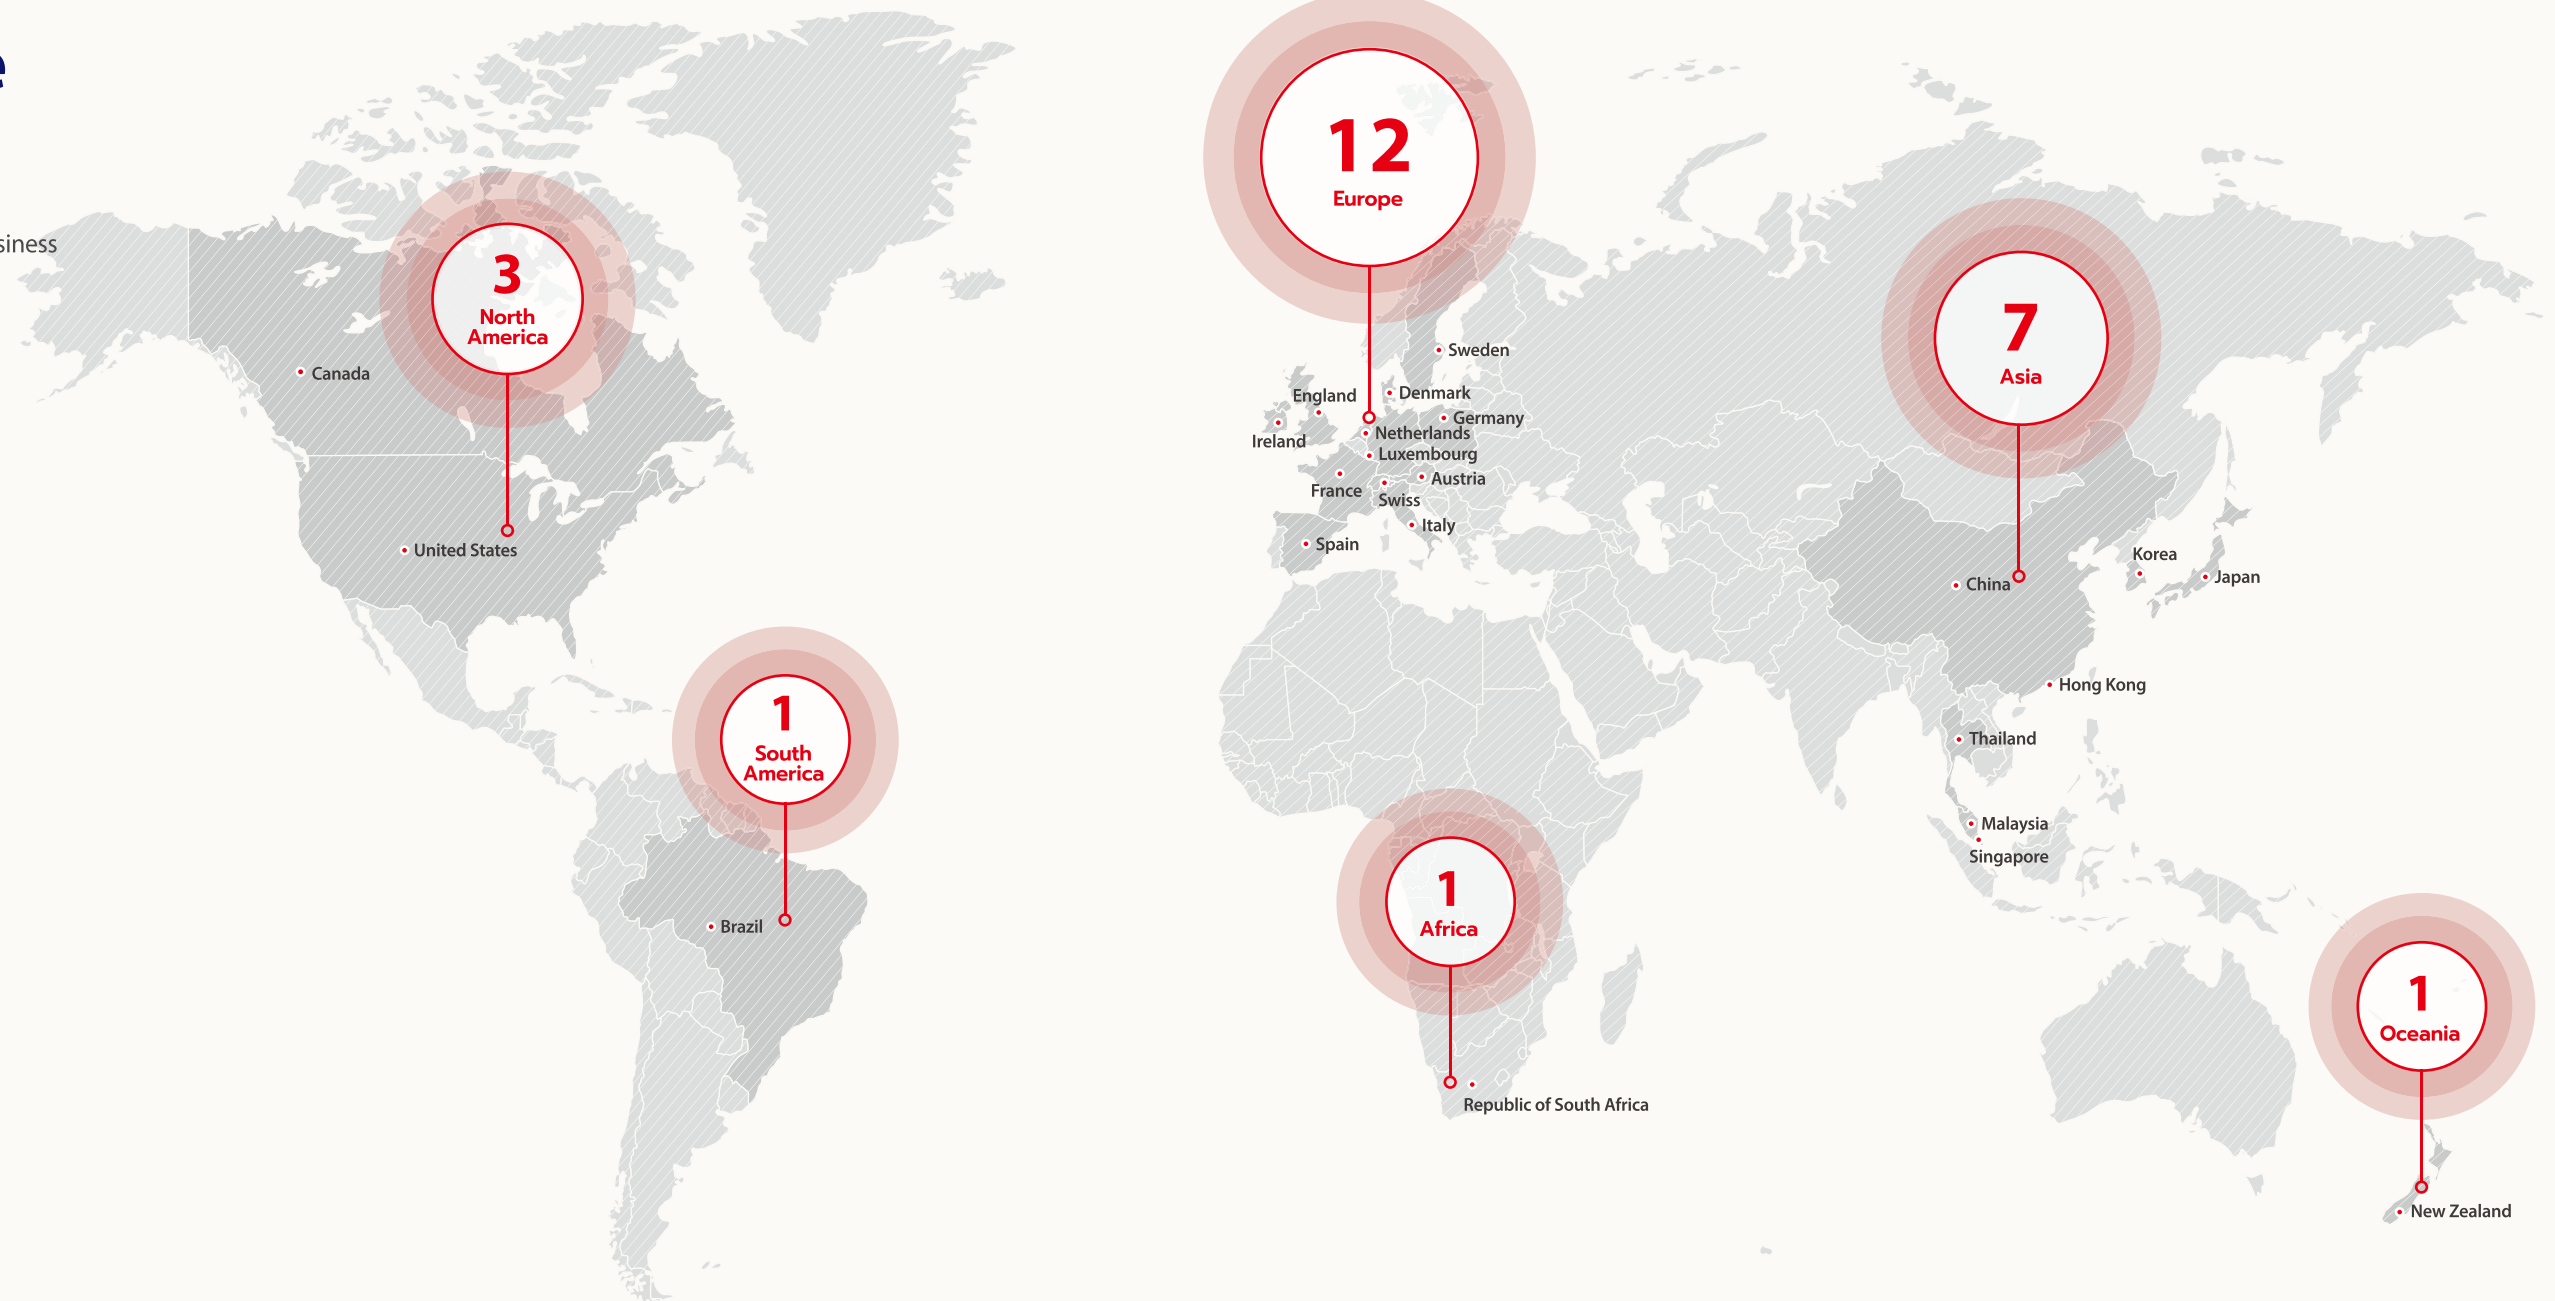 e
siness
3
North
America
Canada
United States
1
South
America
Brazil
12
Europe
Sweden
England
Denmark
Germany
Ireland
Netherlands
Luxembourg
France
Austria
Swiss
Italy
Spain
1
Africa
Republic of South Africa
7
Asia
Korea
China
Japan
Hong Kong
Thailand
Malaysia
Singapore
1
Oceania
New Zealand